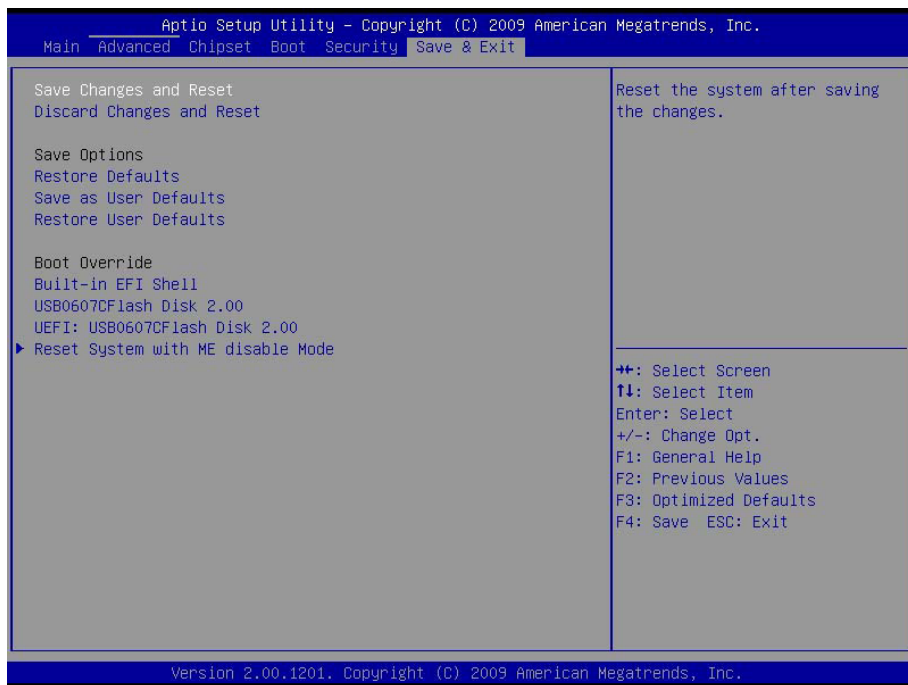 Aptio Setup Utility – Copyright (C) 2009 American Megatrends, Inc.
Main Advanced Chipset Boot Security Save & Exit
Save Changes and Reset
Discard Changes and Reset
Save Options
Restore Defaults
Save as User Defaults
Restore User Defaults
Boot Override
Built-in EFI Shell
USB0607CFlash Disk 2.00
UEFI: USB0607CFlash Disk 2.00
Reset System with ME disable Mode
Reset the system after saving
the changes.
→←: Select Screen
↑↓: Select Item
Enter: Select
+/-: Change Opt.
F1: General Help
F2: Previous Values
F3: Optimized Defaults
F4: Save ESC: Exit
Version 2.00.1201. Copyright (C) 2009 American Megatrends, Inc.